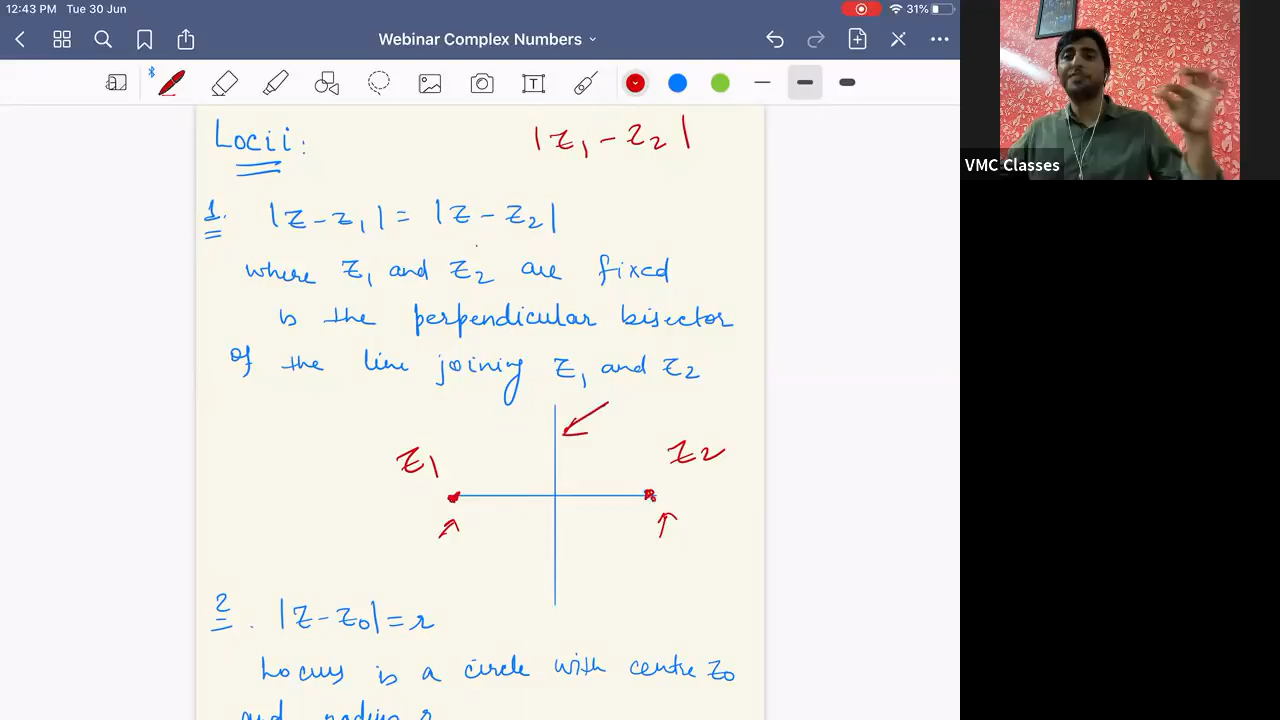 12:43 PM Tue 30 Jun
31%
Webinar Complex Numbers
VMC Classes
Locii:
|z₁ - z₂|
1. |z - z₁| = |z - z₂|
where z₁ and z₂ are fixed
is the perpendicular bisector
of the line joining z₁ and z₂
z₁
z₂
2. |z - z₀| = r
Locus is a circle with centre z₀
and radius r